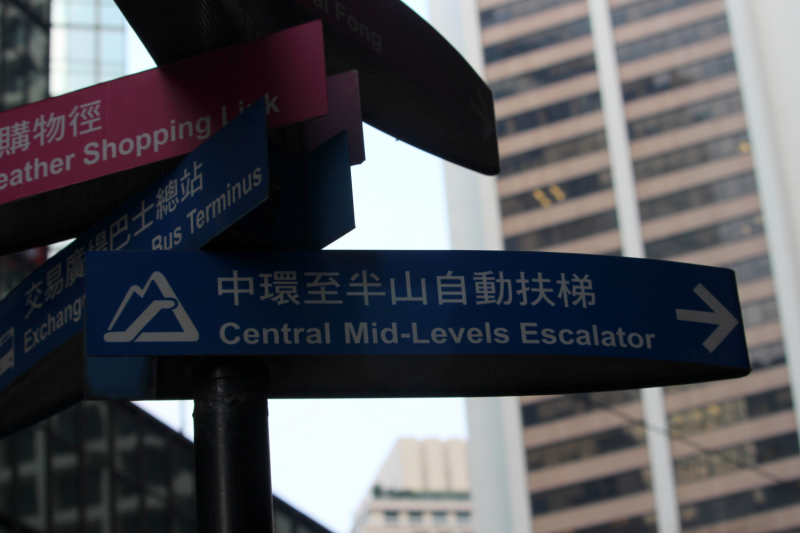 Fong
購物徑
eather Shopping Link
交易廣場巴士總站
Exchang
Bus Terminus
中環至半山自動扶梯
Central Mid-Levels Escalator